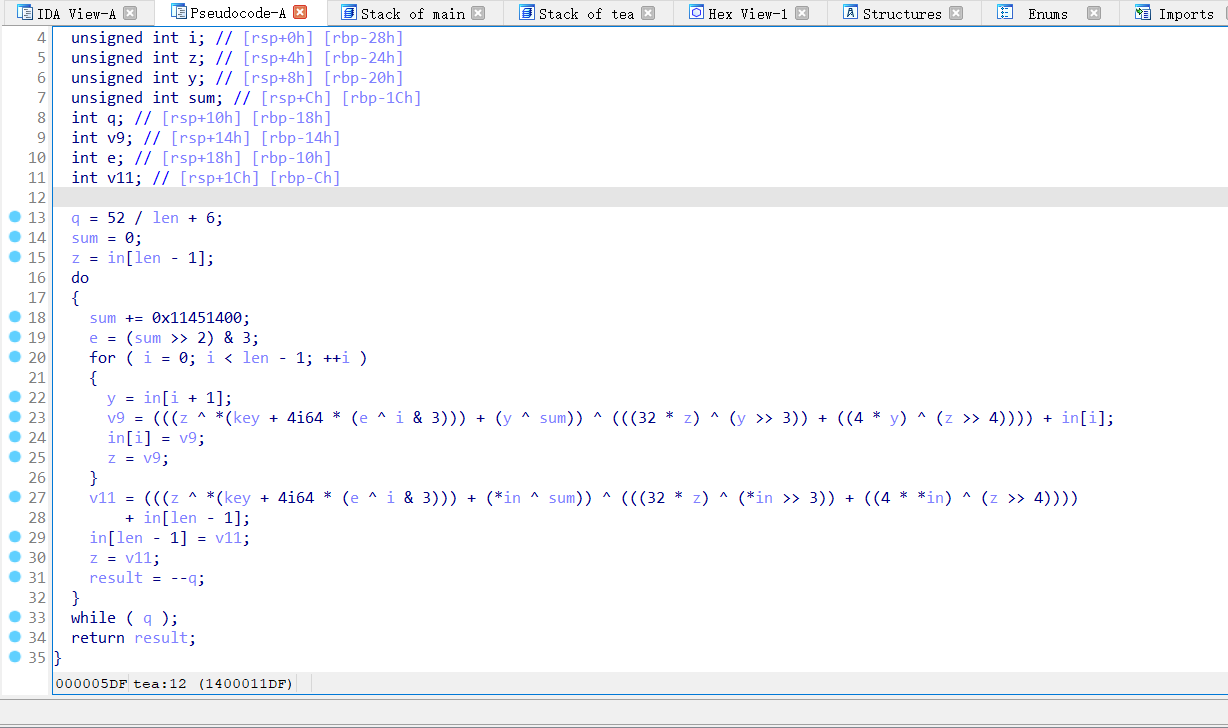 IDA View-A Pseudocode-A Stack of main Stack of tea Hex View-1 Structures Enums Imports
4 unsigned int i; // [rsp+0h] [rbp-28h]
5 unsigned int z; // [rsp+4h] [rbp-24h]
6 unsigned int y; // [rsp+8h] [rbp-20h]
7 unsigned int sum; // [rsp+Ch] [rbp-1Ch]
8 int q; // [rsp+10h] [rbp-18h]
9 int v9; // [rsp+14h] [rbp-14h]
10 int e; // [rsp+18h] [rbp-10h]
11 int v11; // [rsp+1Ch] [rbp-Ch]
12
13 q = 52 / len + 6;
14 sum = 0;
15 z = in[len - 1];
16 do
17 {
18 sum += 0x11451400;
19 e = (sum >> 2) & 3;
20 for ( i = 0; i < len - 1; ++i )
21 {
22 y = in[i + 1];
23 v9 = (((z ^ *(key + 4i64 * (e ^ i & 3))) + (y ^ sum)) ^ (((32 * z) ^ (y >> 3)) + ((4 * y) ^ (z >> 4)))) + in[i];
24 in[i] = v9;
25 z = v9;
26 }
27 v11 = (((z ^ *(key + 4i64 * (e ^ i & 3))) + (*in ^ sum)) ^ (((32 * z) ^ (*in >> 3)) + ((4 * *in) ^ (z >> 4))))
28 + in[len - 1];
29 in[len - 1] = v11;
30 z = v11;
31 result = --q;
32 }
33 while ( q );
34 return result;
35 }
000005DF tea:12 (1400011DF)